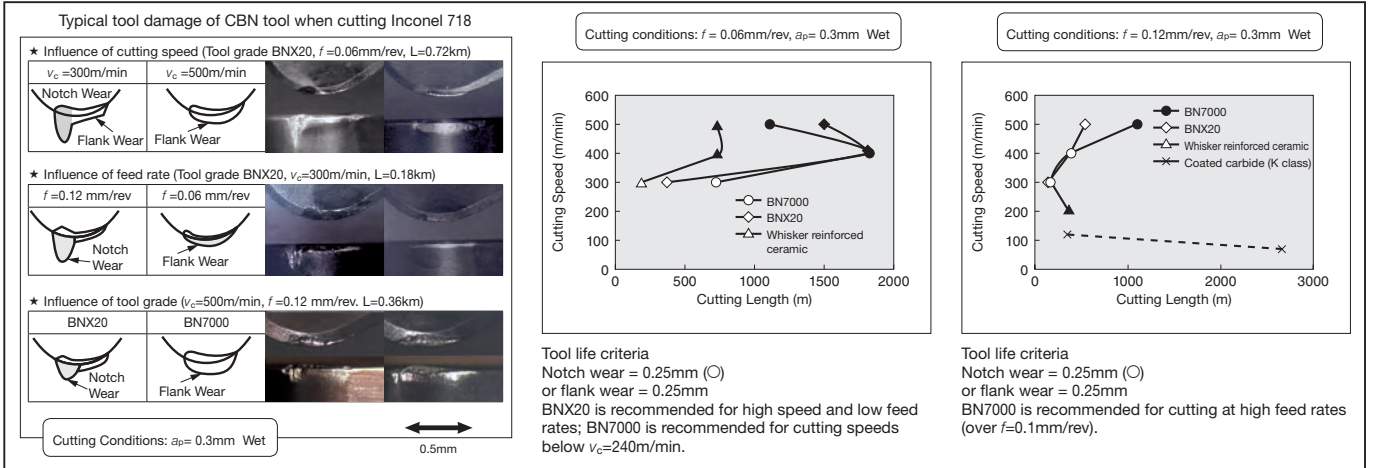 Typical tool damage of CBN tool when cutting Inconel 718
★ Influence of cutting speed (Tool grade BNX20, f =0.06mm/rev, L=0.72km)
vc =300m/min
vc =500m/min
Notch Wear
Flank Wear
Flank Wear
★ Influence of feed rate (Tool grade BNX20, vc=300m/min, L=0.18km)
f =0.12 mm/rev
f =0.06 mm/rev
Notch
Wear
Flank Wear
★ Influence of tool grade (vc=500m/min, f =0.12 mm/rev. L=0.36km)
BNX20
BN7000
Notch
Wear
Flank Wear
Cutting Conditions: ap= 0.3mm Wet
0.5mm
Cutting conditions: f = 0.06mm/rev, ap= 0.3mm Wet
Cutting Speed (m/min)
600
500
400
300
200
100
0
BN7000
BNX20
Whisker reinforced
ceramic
0 500 1000 1500 2000
Cutting Length (m)
Tool life criteria
Notch wear = 0.25mm (○)
or flank wear = 0.25mm
BNX20 is recommended for high speed and low feed
rates; BN7000 is recommended for cutting speeds
below vc=240m/min.
Cutting conditions: f = 0.12mm/rev, ap= 0.3mm Wet
Cutting Speed (m/min)
600
500
400
300
200
100
0
BN7000
BNX20
Whisker reinforced ceramic
Coated carbide (K class)
0 1000 2000 3000
Cutting Length (m)
Tool life criteria
Notch wear = 0.25mm (○)
or flank wear = 0.25mm
BN7000 is recommended for cutting at high feed rates
(over f=0.1mm/rev).